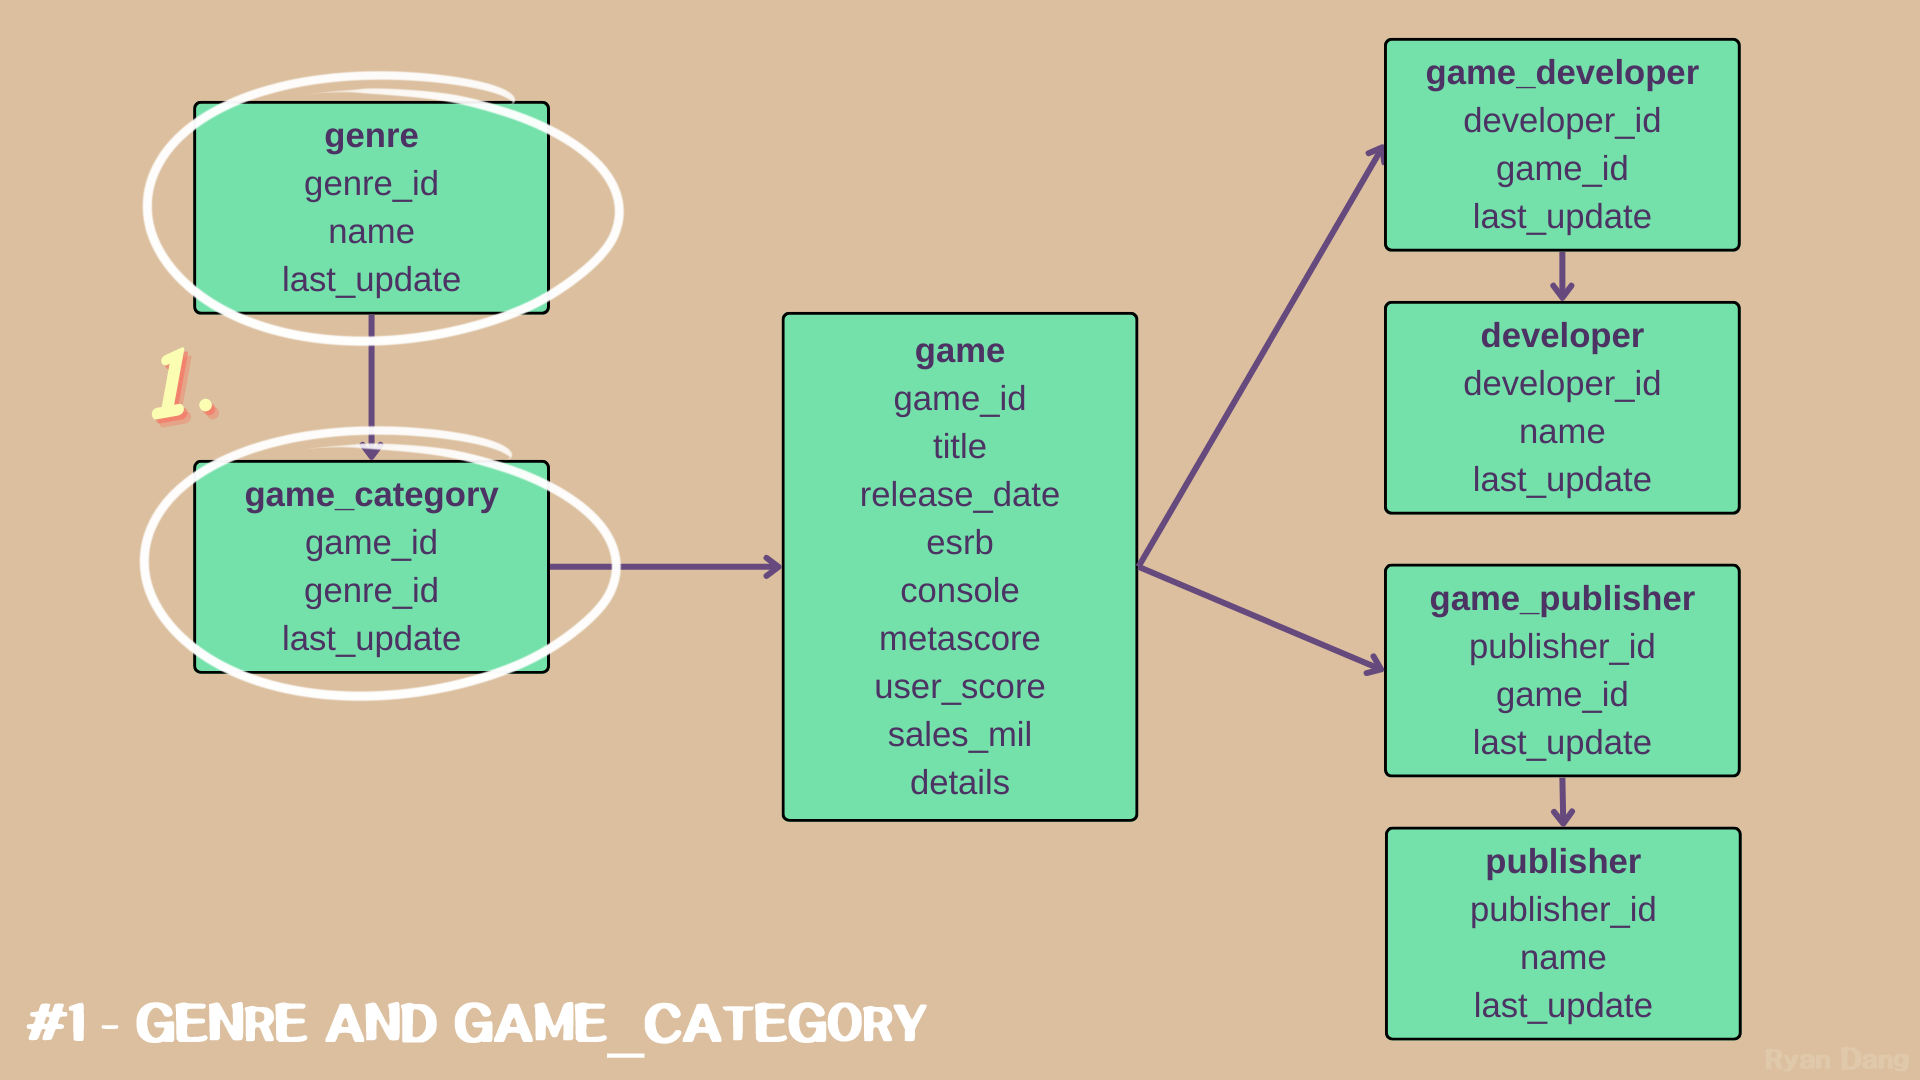 genre
genre_id
name
last_update
1.
game_category
game_id
genre_id
last_update
game
game_id
title
release_date
esrb
console
metascore
user_score
sales_mil
details
game_developer
developer_id
game_id
last_update
developer
developer_id
name
last_update
game_publisher
publisher_id
game_id
last_update
publisher
publisher_id
name
last_update
#1 - GENRE AND GAME_CATEGORY
Ryan Dang